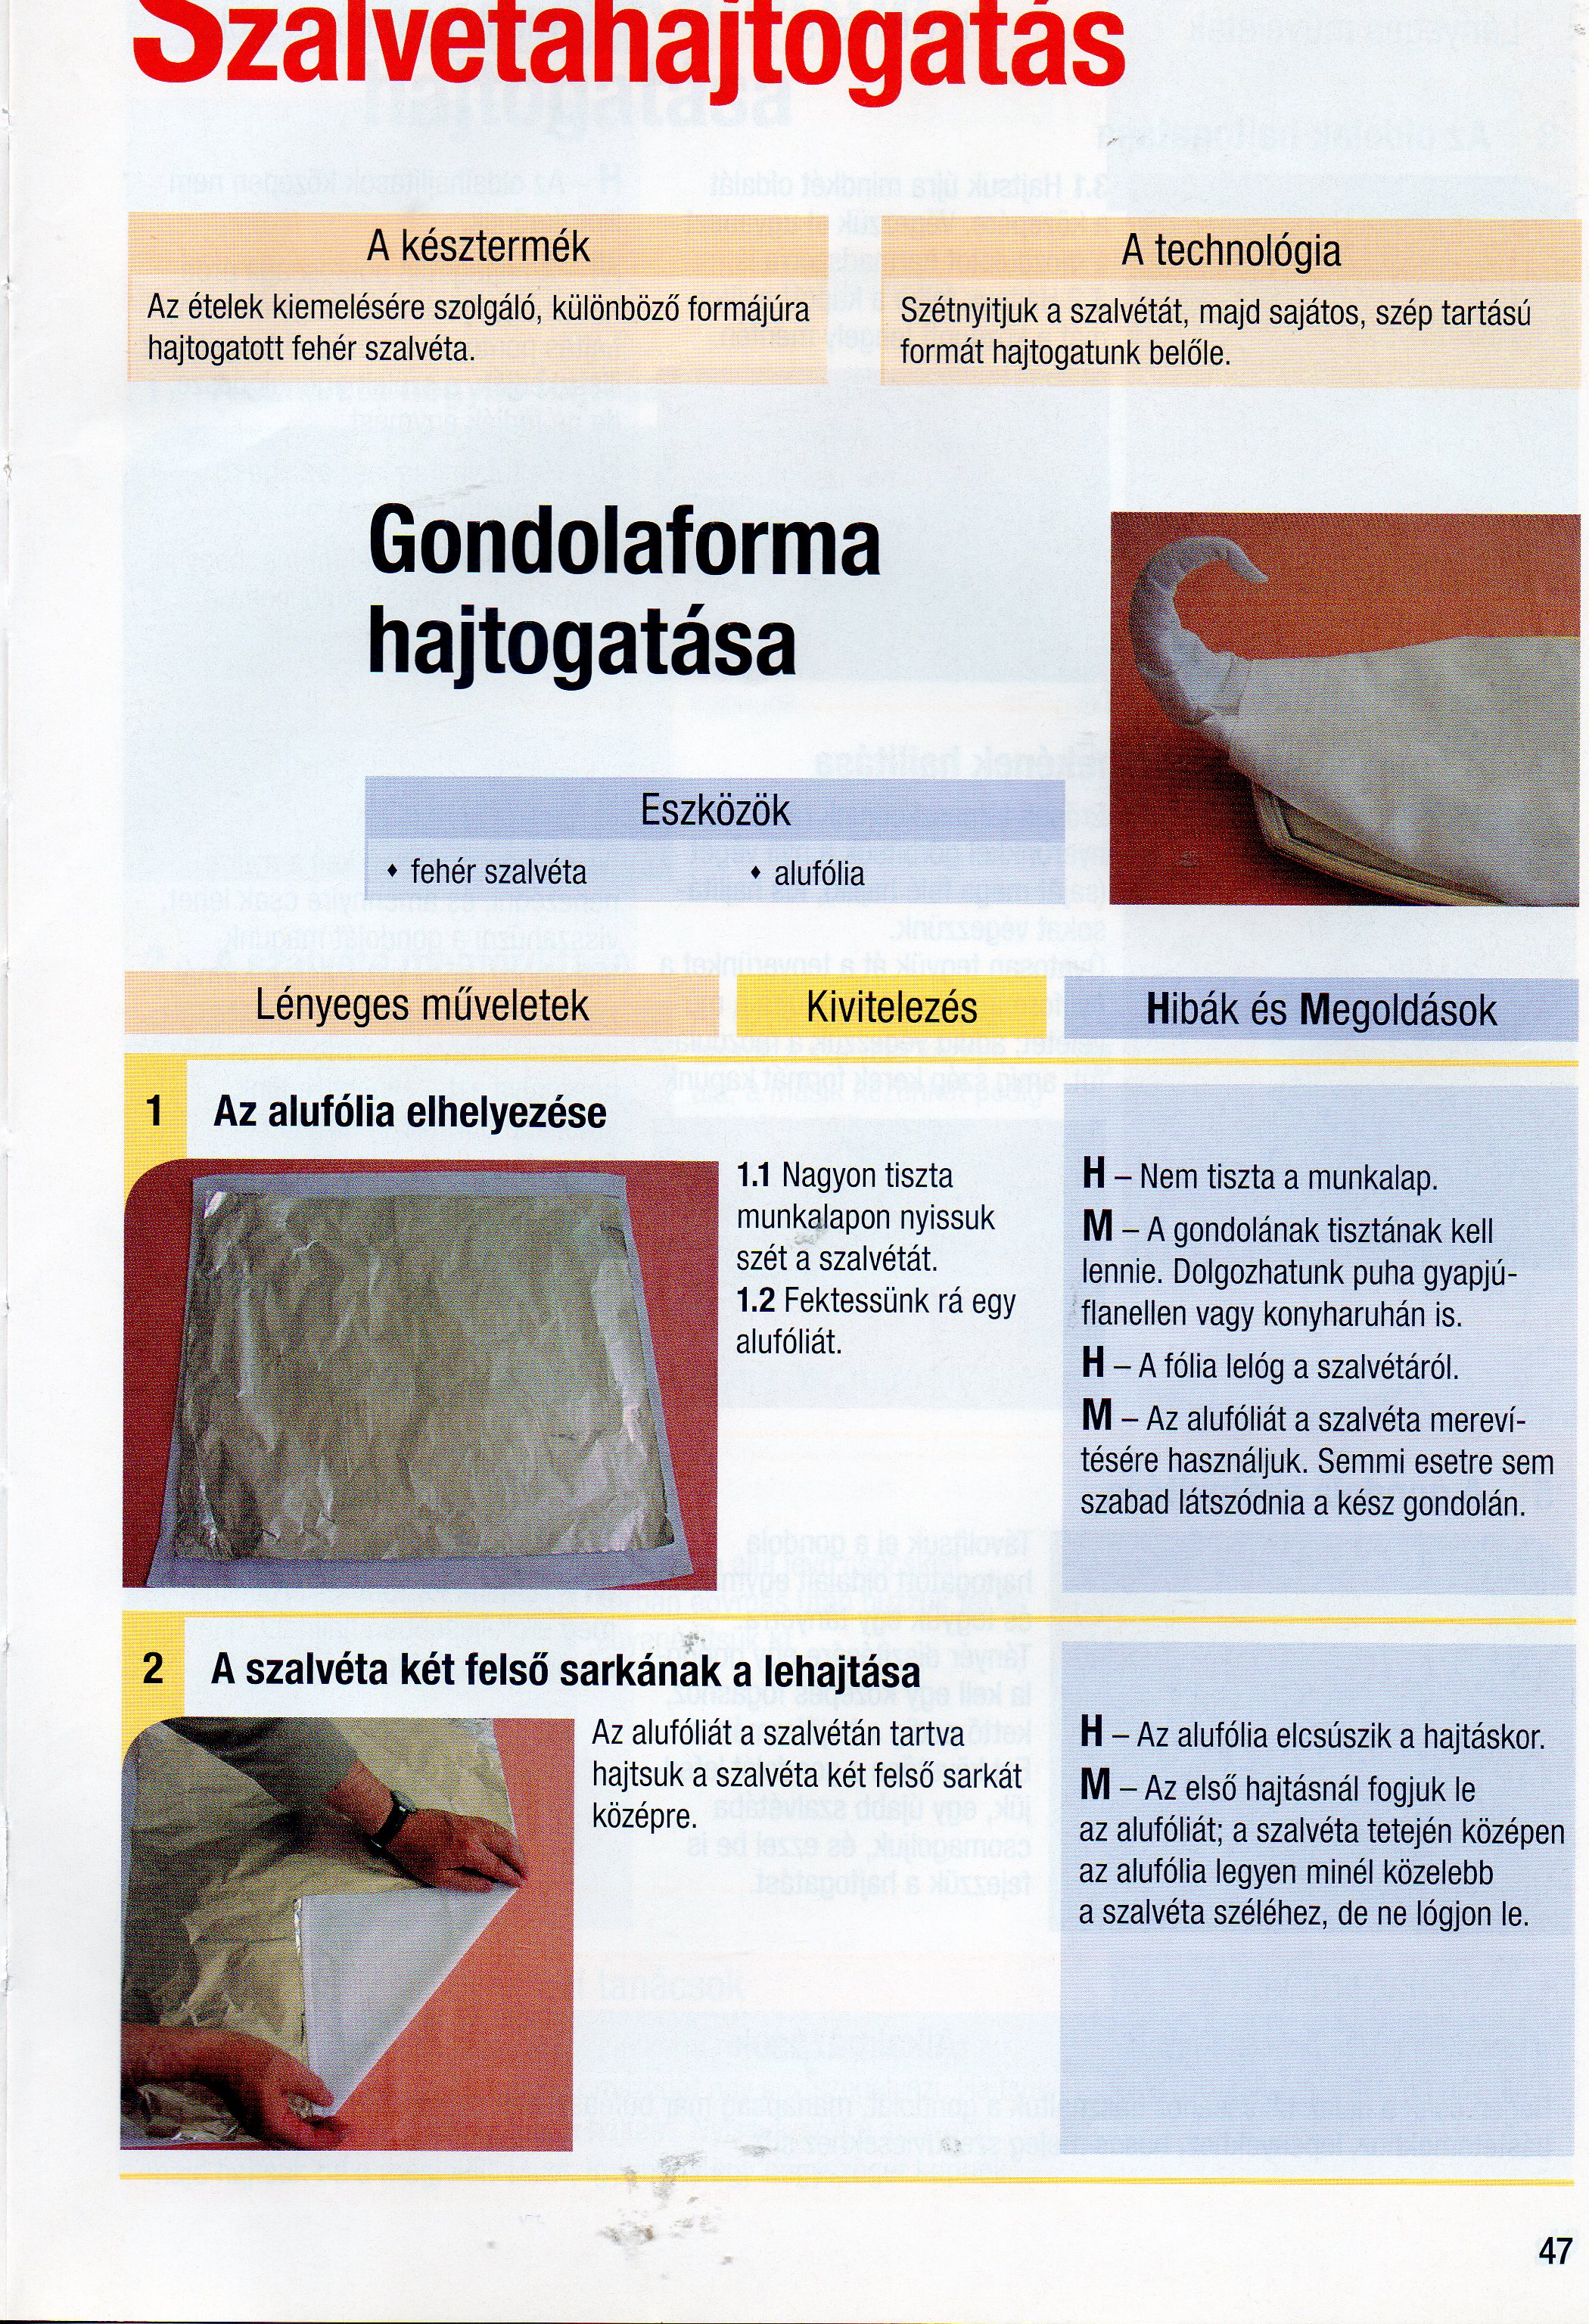 Szalvétahajtogatás
A késztermék
Az ételek kiemelésére szolgáló, különböző formájúra
hajtogatott fehér szalvéta.
A technológia
Szétnyitjuk a szalvétát, majd sajátos, szép tartású
formát hajtogatunk belőle.
Gondolaforma
hajtogatása
Eszközök
♦ fehér szalvéta
♦ alufólia
Lényeges műveletek
Kivitelezés
Hibák és Megoldások
1 Az alufólia elhelyezése
1.1 Nagyon tiszta
munkalapon nyissuk
szét a szalvétát.
1.2 Fektessünk rá egy
alufóliát.
H – Nem tiszta a munkalap.
M – A gondolának tisztának kell
lennie. Dolgozhatunk puha gyapjú-
flanellen vagy konyharuhán is.
H – A fólia lelóg a szalvétáról.
M – Az alufóliát a szalvéta mereví-
tésére használjuk. Semmi esetre sem
szabad látszódnia a kész gondolán.
2 A szalvéta két felső sarkának a lehajtása
Az alufóliát a szalvétán tartva
hajtsuk a szalvéta két felső sarkát
középre.
H – Az alufólia elcsúszik a hajtáskor.
M – Az első hajtásnál fogjuk le
az alufóliát; a szalvéta tetején középen
az alufólia legyen minél közelebb
a szalvéta széléhez, de ne lógjon le.
47